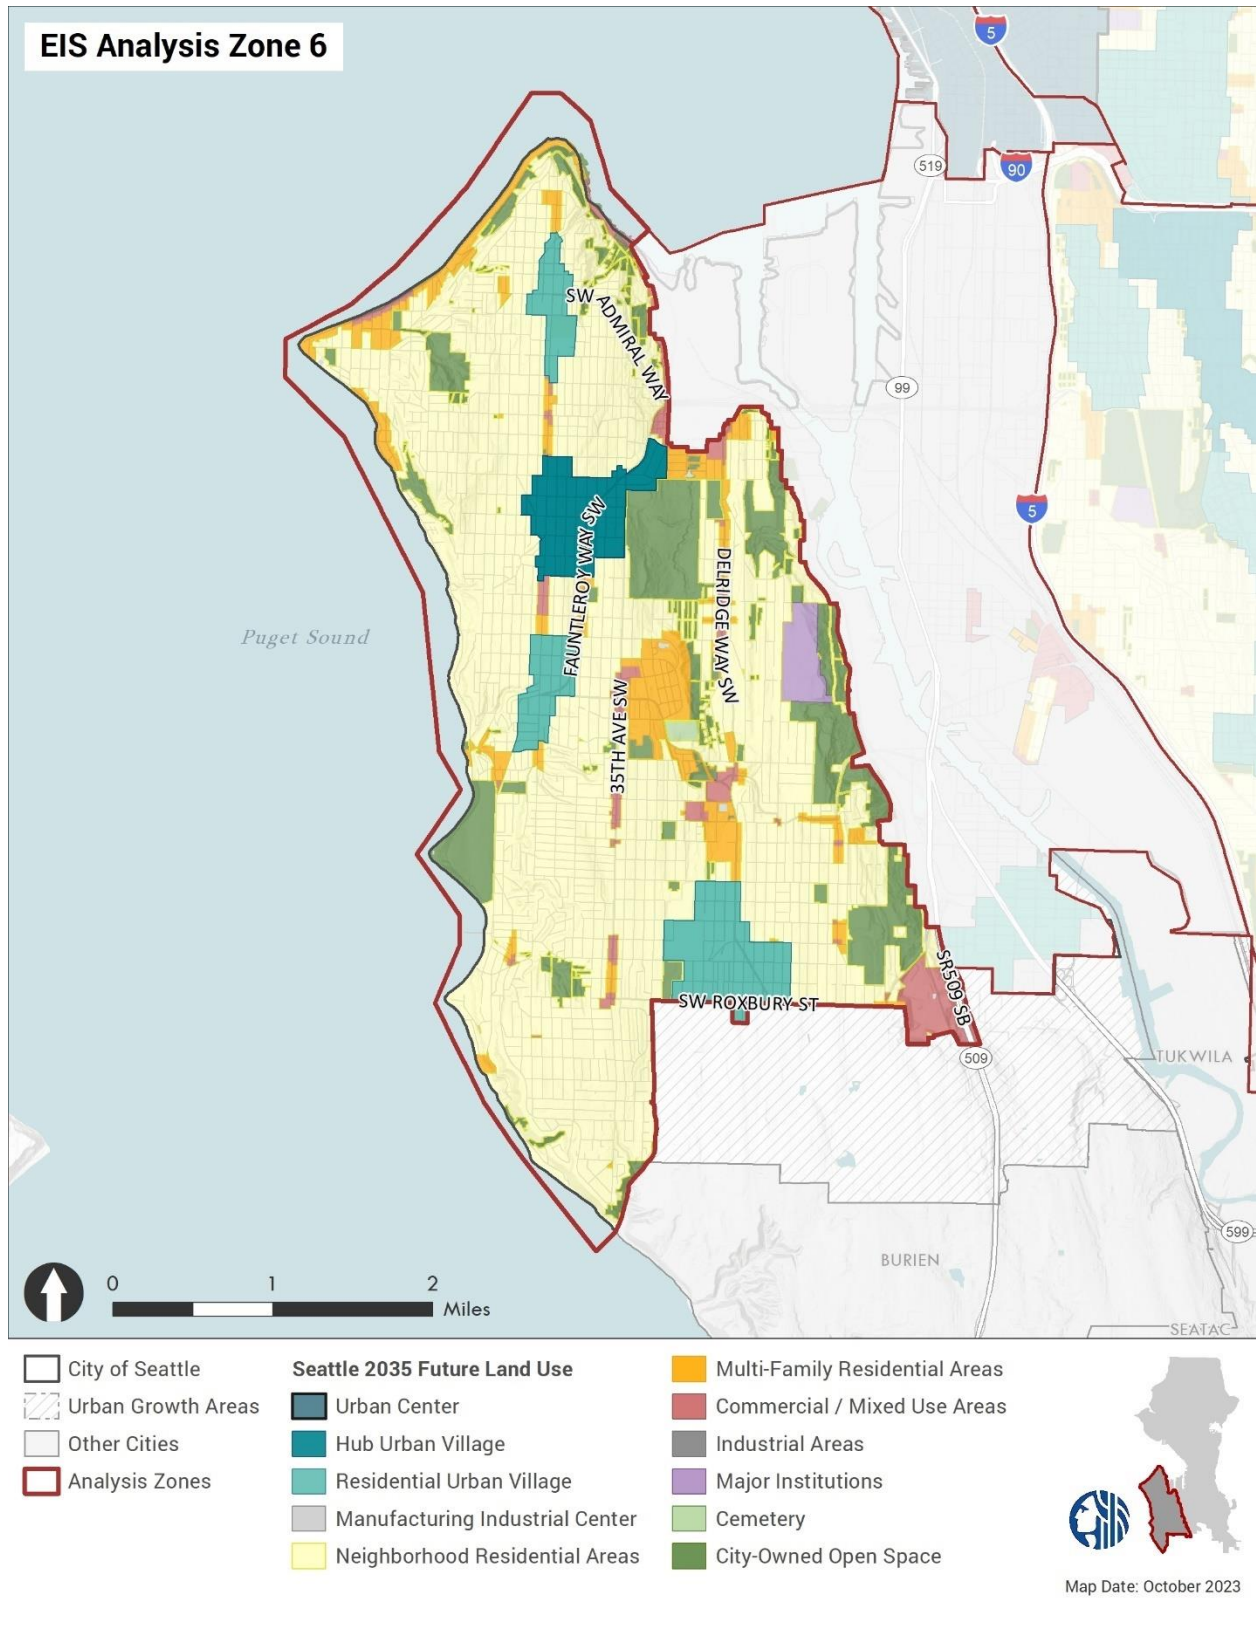 EIS Analysis Zone 6
5
519
90
SW ADMIRAL WAY
99
5
FAUNTLEROY WAY SW
DELRIDGE WAY SW
Puget Sound
35TH AVE SW
SR509 SB
SW ROXBURY ST
509
TUKWILA
599
BURIEN
SEATAC
0 1 2
Miles
City of Seattle
Urban Growth Areas
Other Cities
Analysis Zones
Seattle 2035 Future Land Use
Urban Center
Hub Urban Village
Residential Urban Village
Manufacturing Industrial Center
Neighborhood Residential Areas
Multi-Family Residential Areas
Commercial / Mixed Use Areas
Industrial Areas
Major Institutions
Cemetery
City-Owned Open Space
Map Date: October 2023